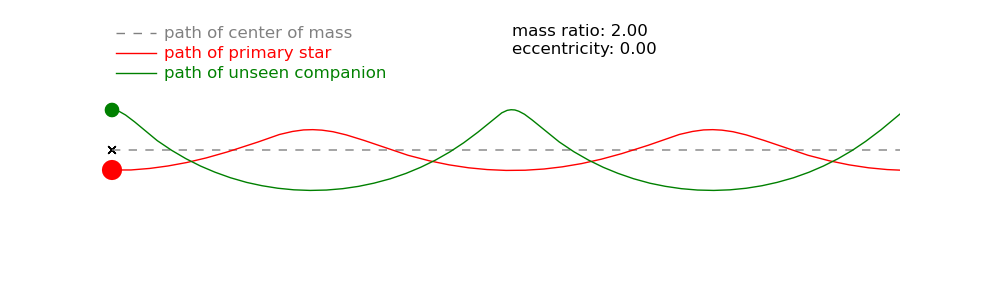 path of center of mass
path of primary star
path of unseen companion
mass ratio: 2.00
eccentricity: 0.00